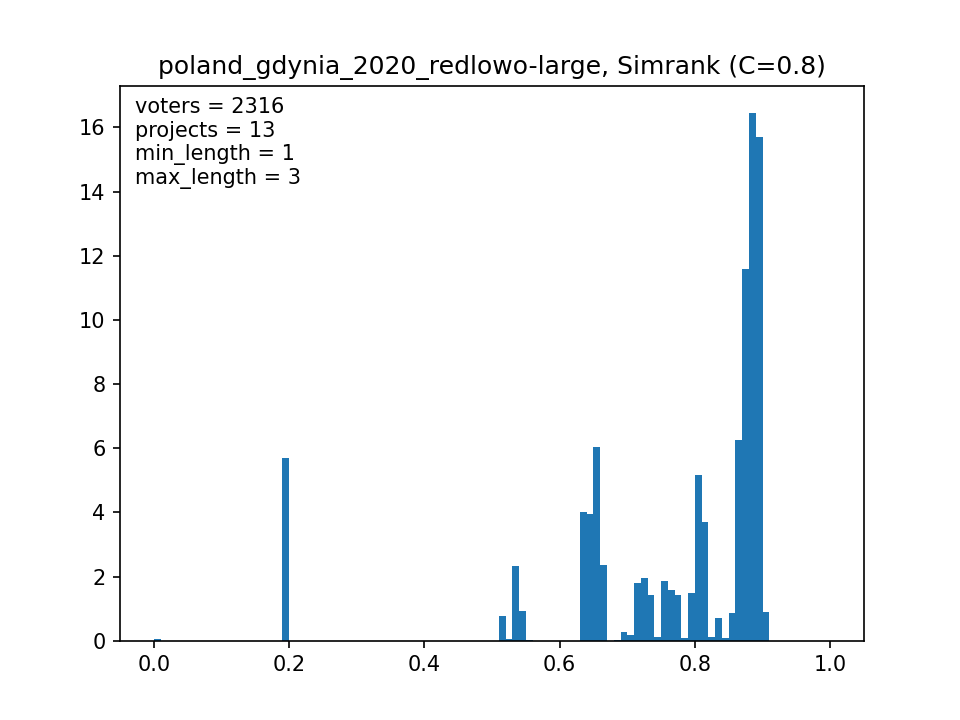 poland_gdynia_2020_redlowo-large, Simrank (C=0.8)
voters = 2316
projects = 13
min_length = 1
max_length = 3
16
14
12
10
8
6
4
2
0
0.0 0.2 0.4 0.6 0.8 1.0